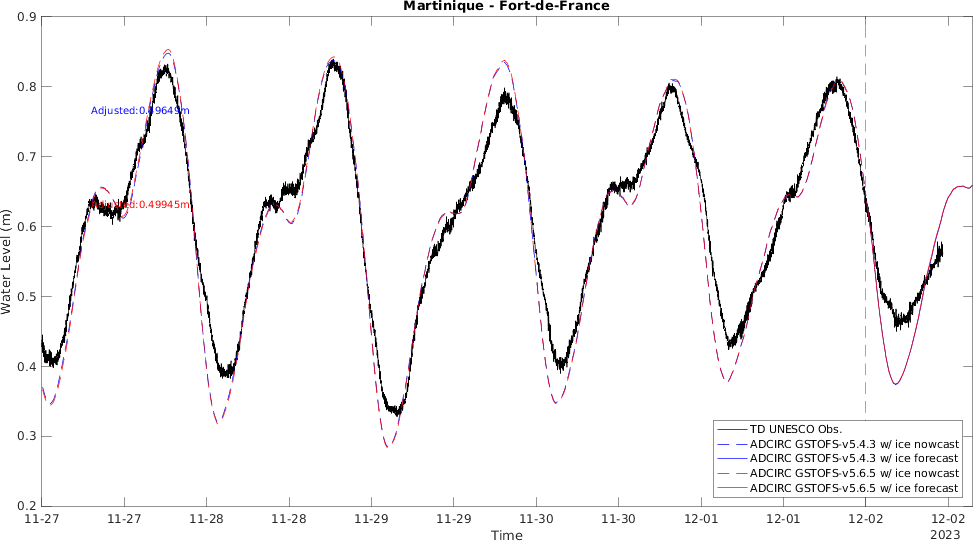 Martinique - Fort-de-France
0.9
0.8
0.7
0.6
0.5
0.4
0.3
0.2
Water Level (m)
Adjusted:0.49649m
Adjusted:0.49945m
TD UNESCO Obs.
ADCIRC GSTOFS-v5.4.3 w/ ice nowcast
ADCIRC GSTOFS-v5.4.3 w/ ice forecast
ADCIRC GSTOFS-v5.6.5 w/ ice nowcast
ADCIRC GSTOFS-v5.6.5 w/ ice forecast
11-27 11-27 11-28 11-28 11-29 11-29 11-30 11-30 12-01 12-01 12-02 12-02
Time
2023